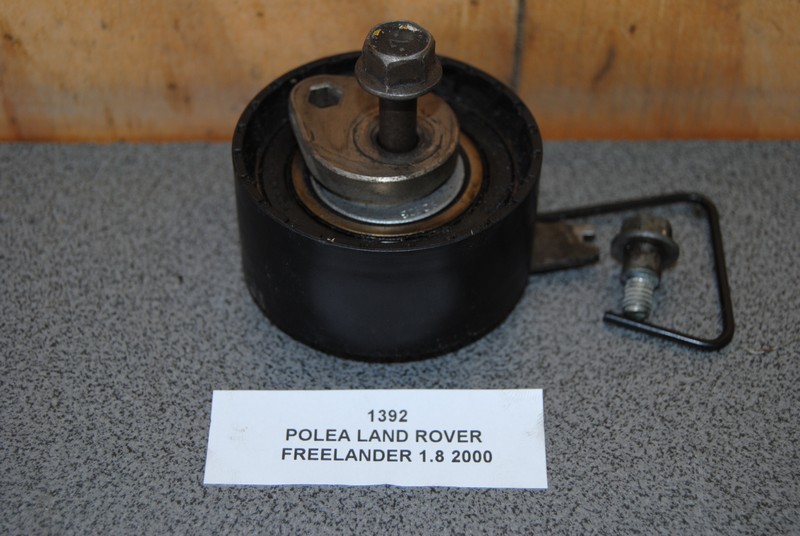 1392
POLEA LAND ROVER
FREELANDER 1.8 2000